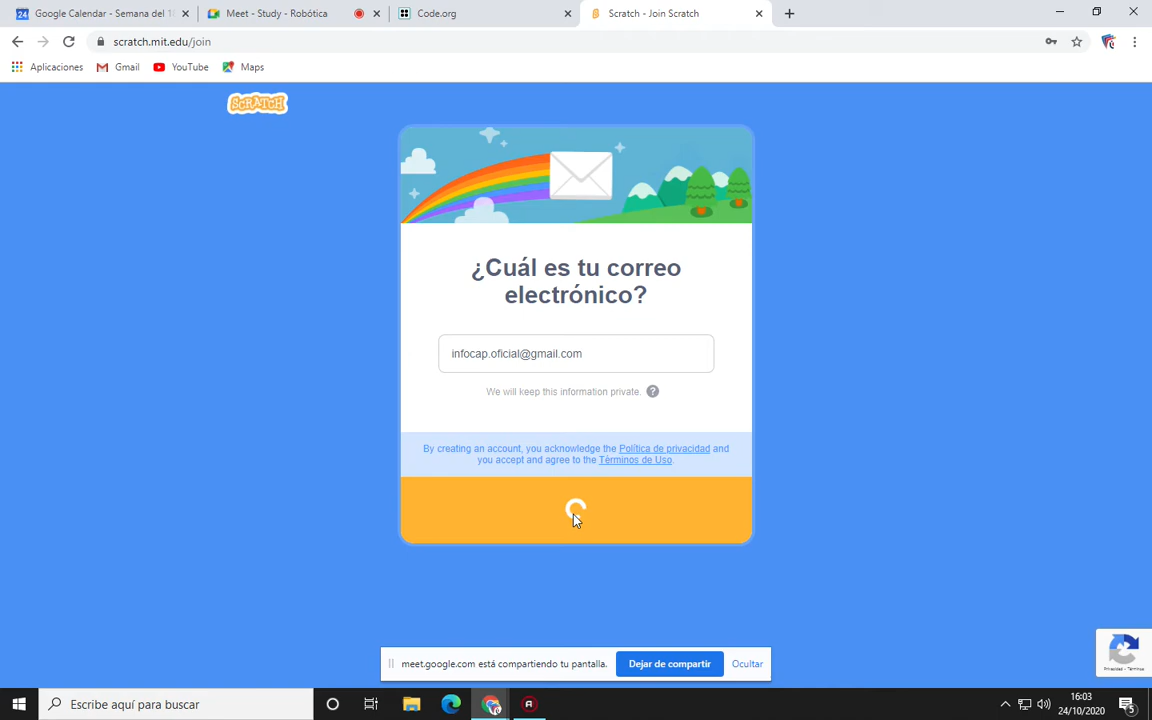 Google Calendar - Semana del 1
Meet - Study - Robótica
Code.org
Scratch - Join Scratch
scratch.mit.edu/join
Aplicaciones
Gmail
YouTube
Maps
SCRATCH
¿Cuál es tu correo
electrónico?
infocap.oficial@gmail.com
We will keep this information private.
?
By creating an account, you acknowledge the Política de privacidad and
you accept and agree to the Términos de Uso.
meet.google.com está compartiendo tu pantalla.
Dejar de compartir
Ocultar
Privacidad - Términos
Escribe aquí para buscar
16:03
24/10/2020
5